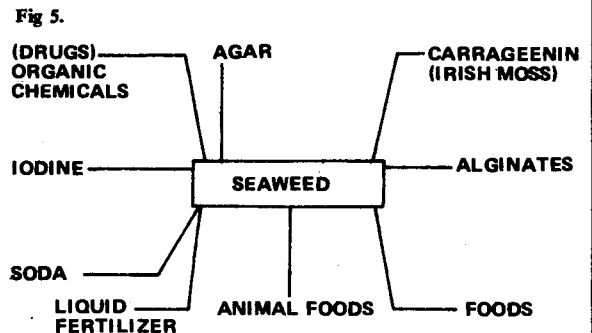 Fig 5.
(DRUGS)
ORGANIC
CHEMICALS
AGAR
CARRAGEENIN
(IRISH MOSS)
IODINE
SEAWEED
ALGINATES
SODA
LIQUID
FERTILIZER
ANIMAL FOODS
FOODS